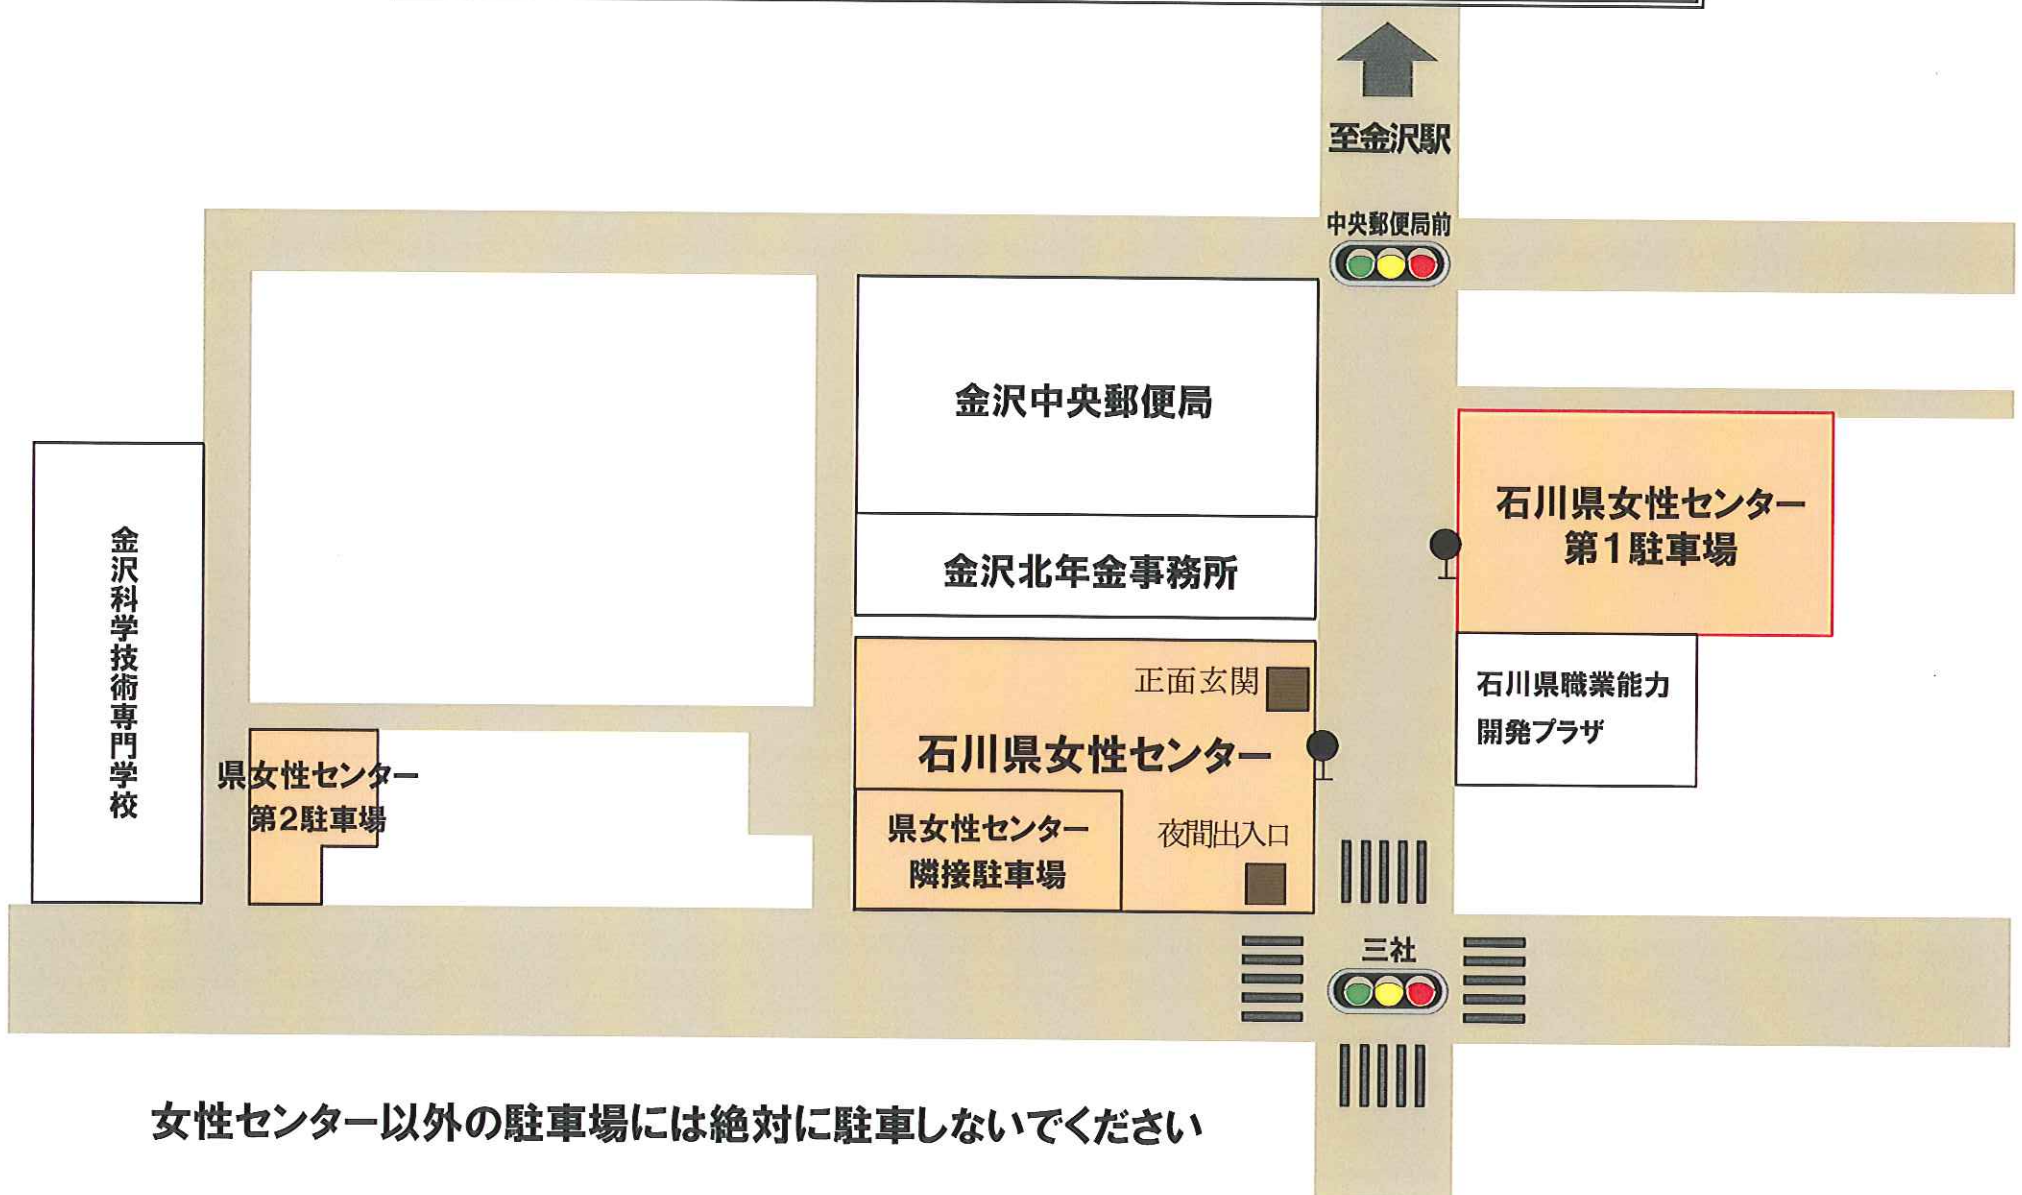 至金沢駅
中央郵便局前
金沢中央郵便局
石川県女性センター
第1駐車場
金沢科学技術専門学校
金沢北年金事務所
正面玄関
石川県職業能力
開発プラザ
石川県女性センター
県女性センター
第2駐車場
県女性センター
隣接駐車場
夜間出入口
三社
女性センター以外の駐車場には絶対に駐車しないでください